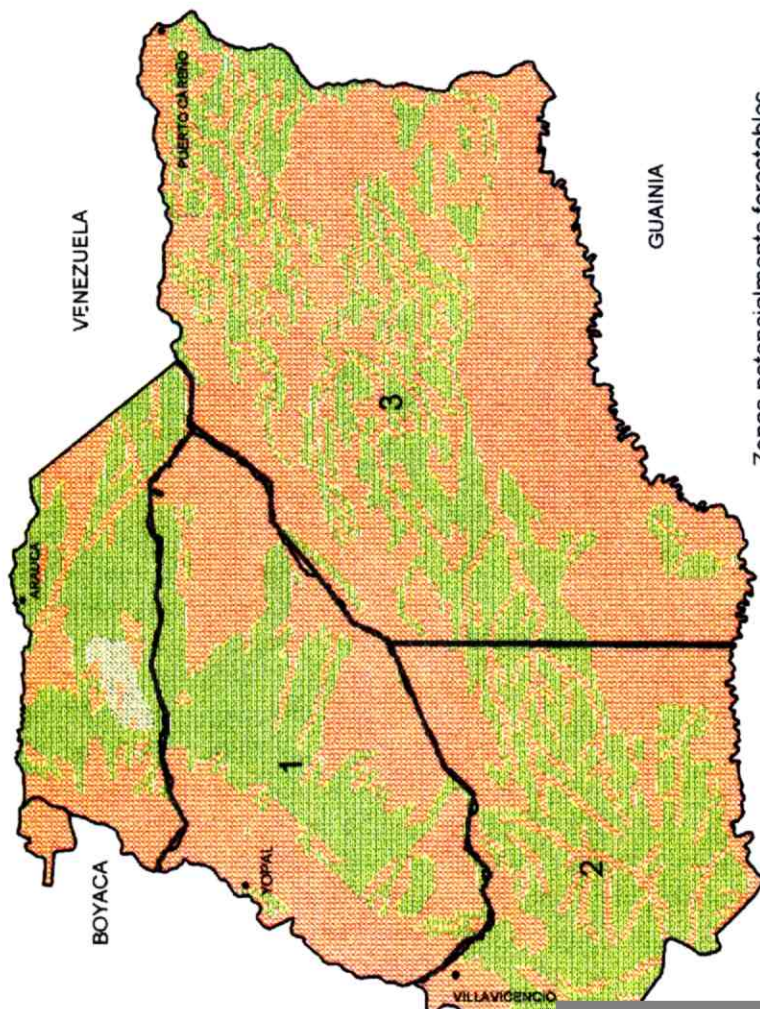 VENEZUELA
PUERTO CARREÑO
ARAUCA
BOYACA
YOPAL
1
3
2
VILLAVICENCIO
GUAINIA
Zonas potencialmente forestables